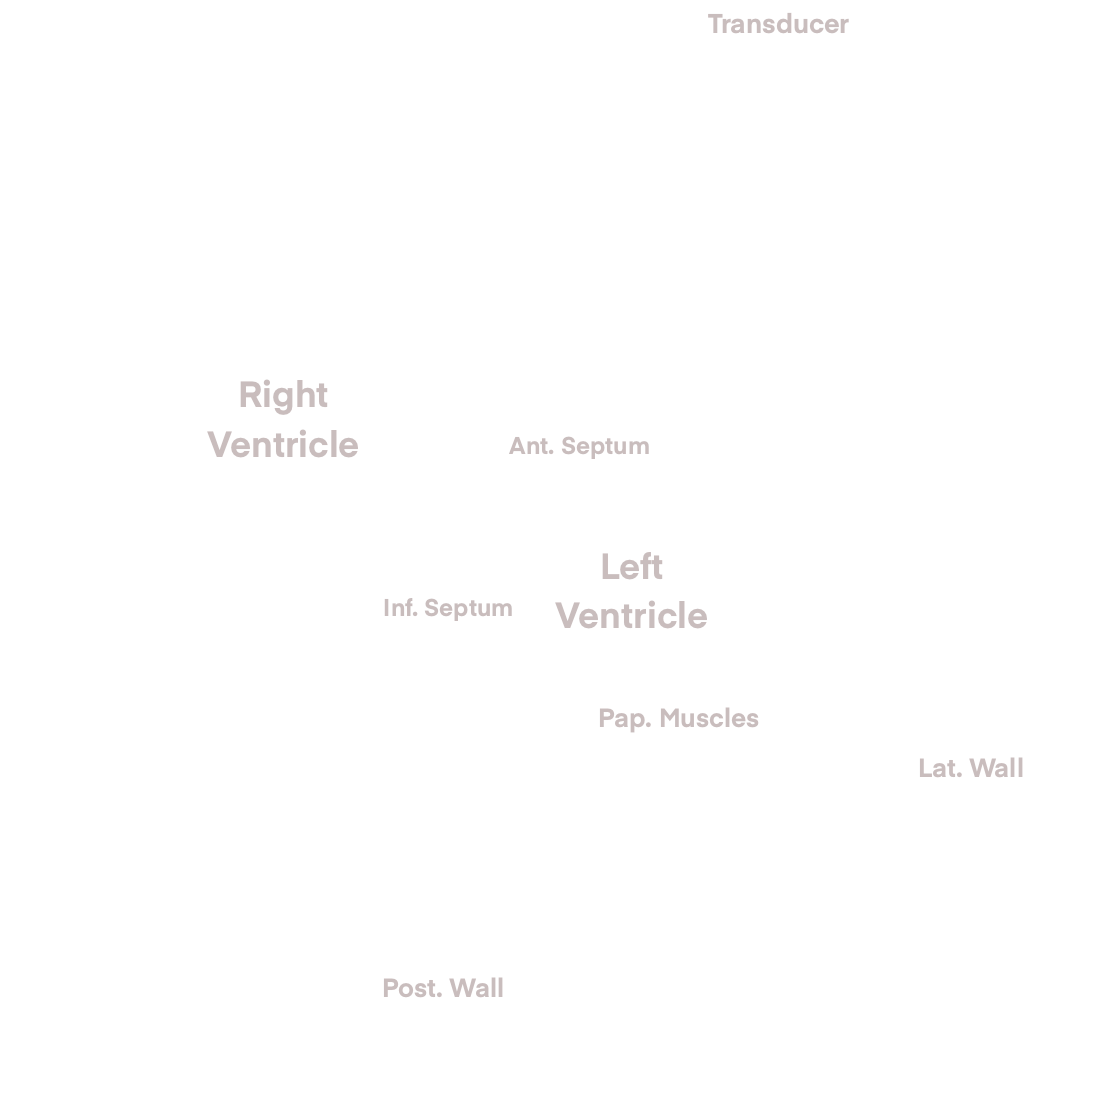 Transducer
Right
Ventricle
Ant. Septum
Left
Ventricle
Inf. Septum
Pap. Muscles
Lat. Wall
Post. Wall